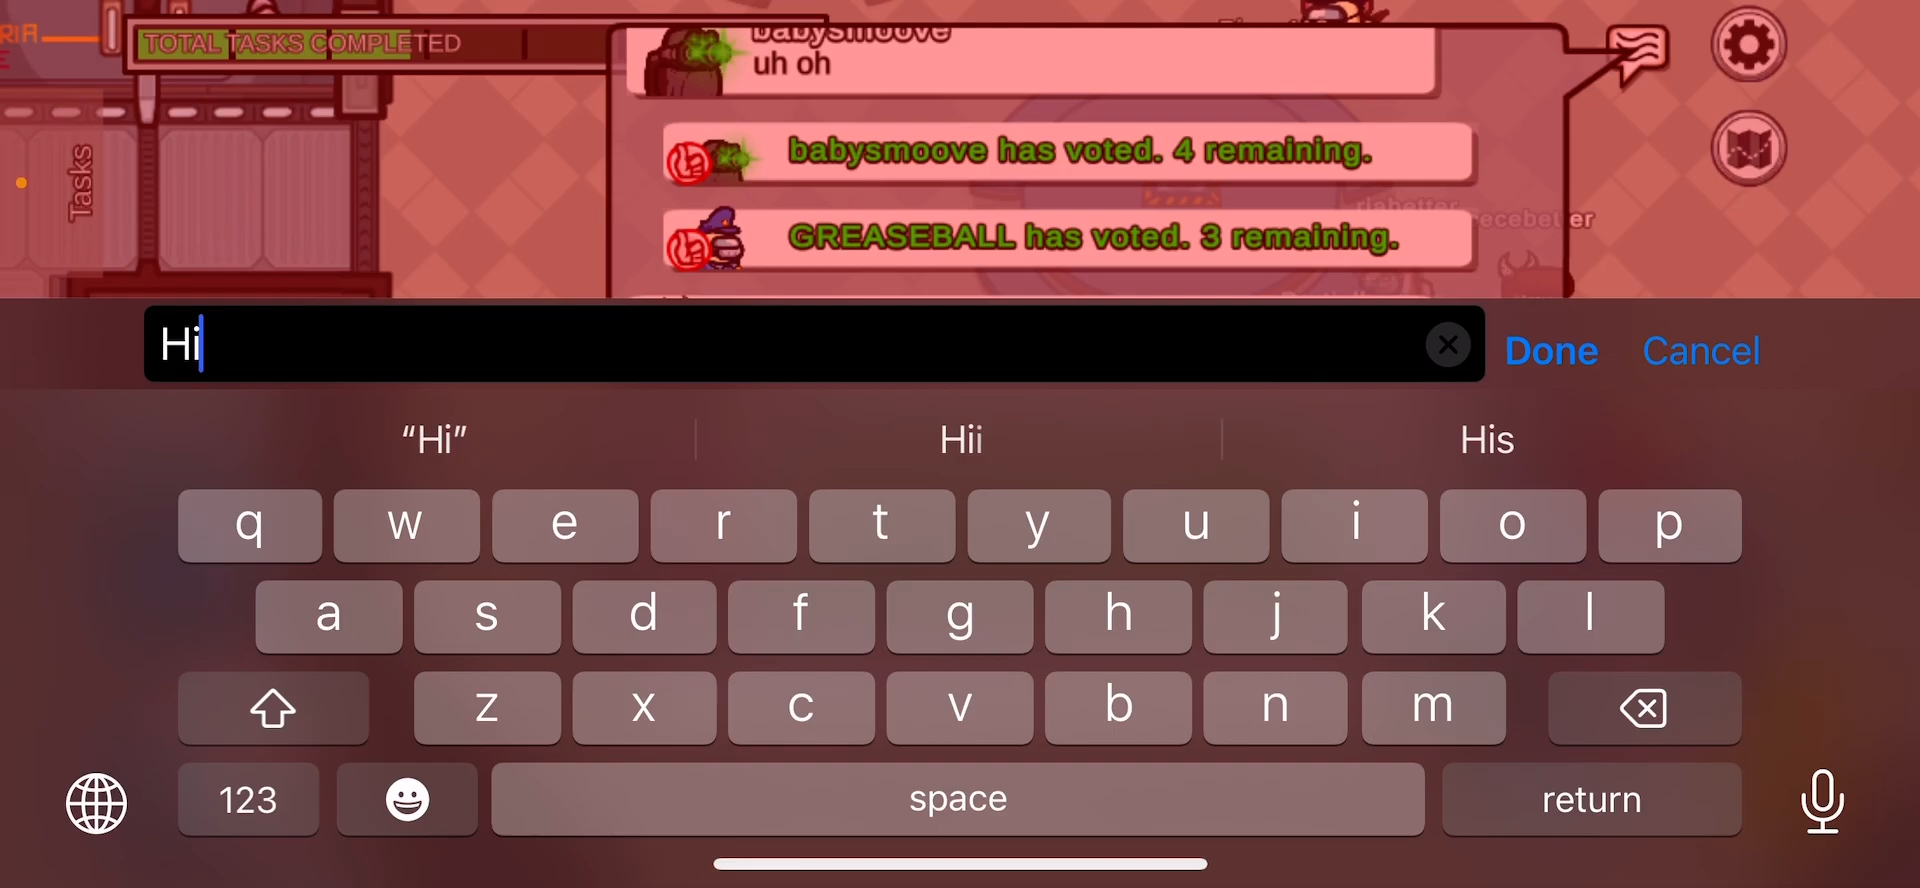 TOTAL TASKS COMPLETED
babysmoove
uh oh
babysmoove has voted. 4 remaining.
GREASEBALL has voted. 3 remaining.
Tasks
Hi
Done
Cancel
“Hi” Hii His
q w e r t y u i o p
a s d f g h j k l
z x c v b n m
123 space return